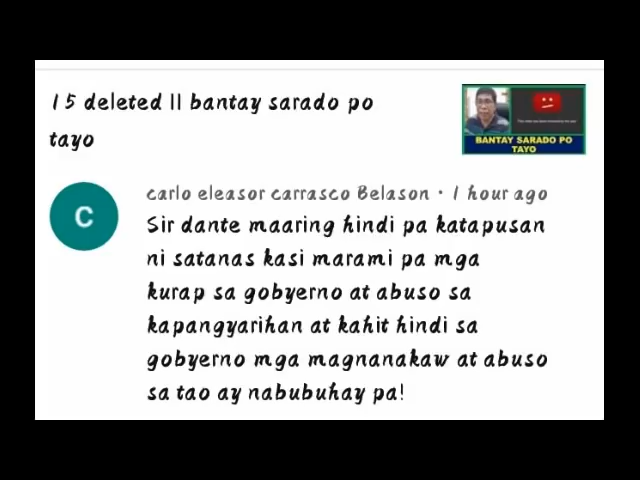 15 deleted || bantay sarado po
tayo
BANTAY SARADO PO
TAYO
C
carlo eleasor carrasco Belason • 1 hour ago
Sir dante maaring hindi pa katapusan
ni satanas kasi marami pa mga
kurap sa gobyerno at abuso sa
kapangyarihan at kahit hindi sa
gobyerno mga magnanakaw at abuso
sa tao ay nabubuhay pa!